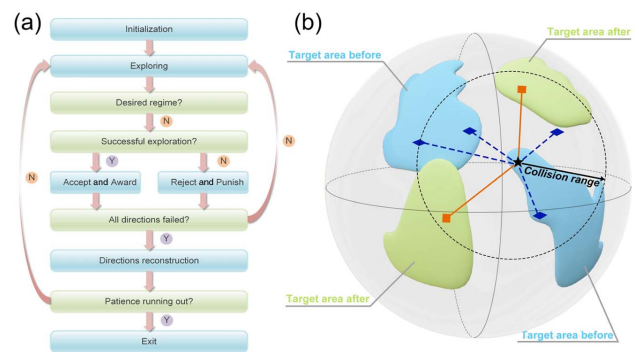 (a)
Initialization
Exploring
Desired regime?
N
Successful exploration?
Y
N
N
N
Accept and Award
Reject and Punish
All directions failed?
Y
Directions reconstruction
Patience running out?
Y
Exit
(b)
Target area after
Target area before
Collision range
Target area after
Target area before